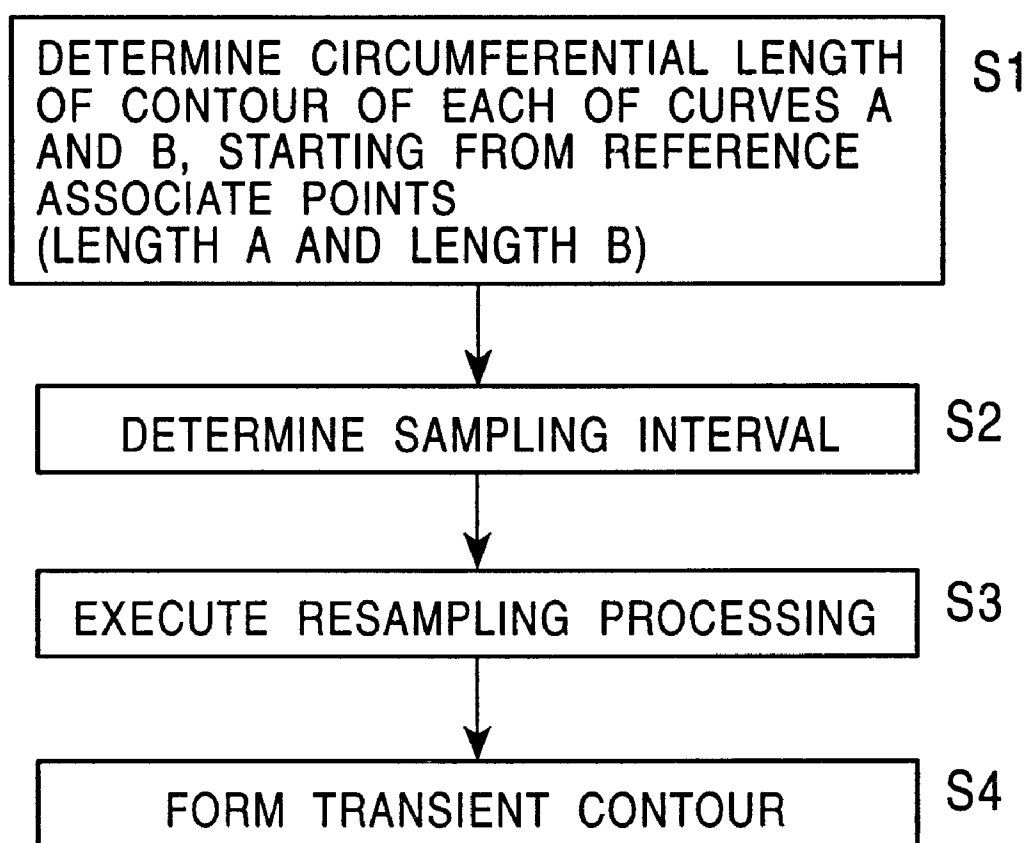 DETERMINE CIRCUMFERENTIAL LENGTH
OF CONTOUR OF EACH OF CURVES A
AND B, STARTING FROM REFERENCE
ASSOCIATE POINTS
(LENGTH A AND LENGTH B)
S1
DETERMINE SAMPLING INTERVAL
S2
EXECUTE RESAMPLING PROCESSING
S3
FORM TRANSIENT CONTOUR
S4